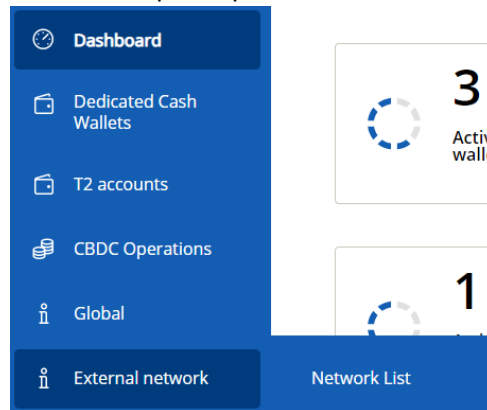 Dashboard
3
Dedicated Cash
Wallets
T2 accounts
CBDC Operations
1
Global
External network
Network List